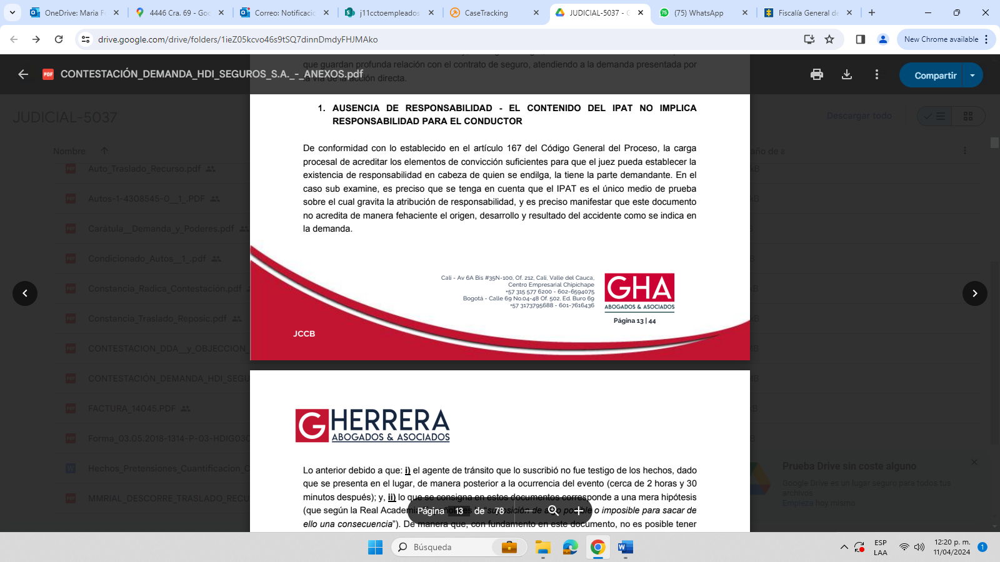 OneDrive: Maria F
4446 Cra. 69 - Goo
Correo: Notificacio
j11cctoempleados
CaseTracking
JUDICIAL-5037 - G
(75) WhatsApp
Fiscalía General de
drive.google.com/drive/folders/1ieZ05kcvo46s9tSQ7dinnDmdyFHJMAko
New Chrome available
que guardan profunda relación con el contrato de seguro, atendiendo a la demanda presentada por
la vía de la acción directa.
CONTESTACIÓN_DEMANDA_HDI_SEGUROS_S.A._-_ANEXOS.pdf
Compartir
JUDICIAL-5037
Descargar todo
Nombre
Auto_Traslado_Recurso.pdf
Autos-1-4308545-0__1_.PDF
Carátula__Demanda_y_Poderes.pdf
Condicionado_Autos__1_.pdf
Constancia_Radica_Contestación.pdf
Constancia_Traslado_Reposic.pdf
CONTESTACION_DDA__y_OBJECCION_
CONTESTACIÓN_DEMANDA_HDI_SEGU
FACTURA_14045.PDF
Forma_03.05.2018-1314-P-03-HDIG030
Hechos_Pretensiones_Cuantificacion_C
MMRIAL_DESCORRE_TRASLADO_RECU
1. AUSENCIA DE RESPONSABILIDAD - EL CONTENIDO DEL IPAT NO IMPLICA
RESPONSABILIDAD PARA EL CONDUCTOR
De conformidad con lo establecido en el artículo 167 del Código General del Proceso, la carga
procesal de acreditar los elementos de convicción suficientes para que el juez pueda establecer la
existencia de responsabilidad en cabeza de quien se endilga, la tiene la parte demandante. En el
caso sub examine, es preciso que se tenga en cuenta que el IPAT es el único medio de prueba
sobre el cual gravita la atribución de responsabilidad, y es preciso manifestar que este documento
no acredita de manera fehaciente el origen, desarrollo y resultado del accidente como se indica en
la demanda.
Cali - Av 6A Bis #35N-100, Of. 212, Cali, Valle del Cauca,
Centro Empresarial Chipichape
+57 315 577 6200 - 602-6594075
Bogotá - Calle 69 No.04-48 Of. 502, Ed. Buro 69
+57 3173795688 - 601-7616436
GHA
ABOGADOS & ASOCIADOS
Página 13 | 44
JCCB
G HERRERA
ABOGADOS & ASOCIADOS
Lo anterior debido a que: i) el agente de tránsito que lo suscribió no fue testigo de los hechos, dado
que se presenta en el lugar, de manera posterior a la ocurrencia del evento (cerca de 2 horas y 30
minutos después); y, ii) lo que se consigna en estos documentos corresponde a una mera hipótesis
(que según la Real Academia
o imposible para sacar de
ello una consecuencia”). De manera que, con fundamento en este documento, no es posible tener
Página 13 de 78
Prueba Drive sin coste alguno
Google Drive es un lugar seguro para todos tus
archivos
Empieza hoy mismo
Búsqueda
ESP
LAA
12:20 p. m.
11/04/2024
1